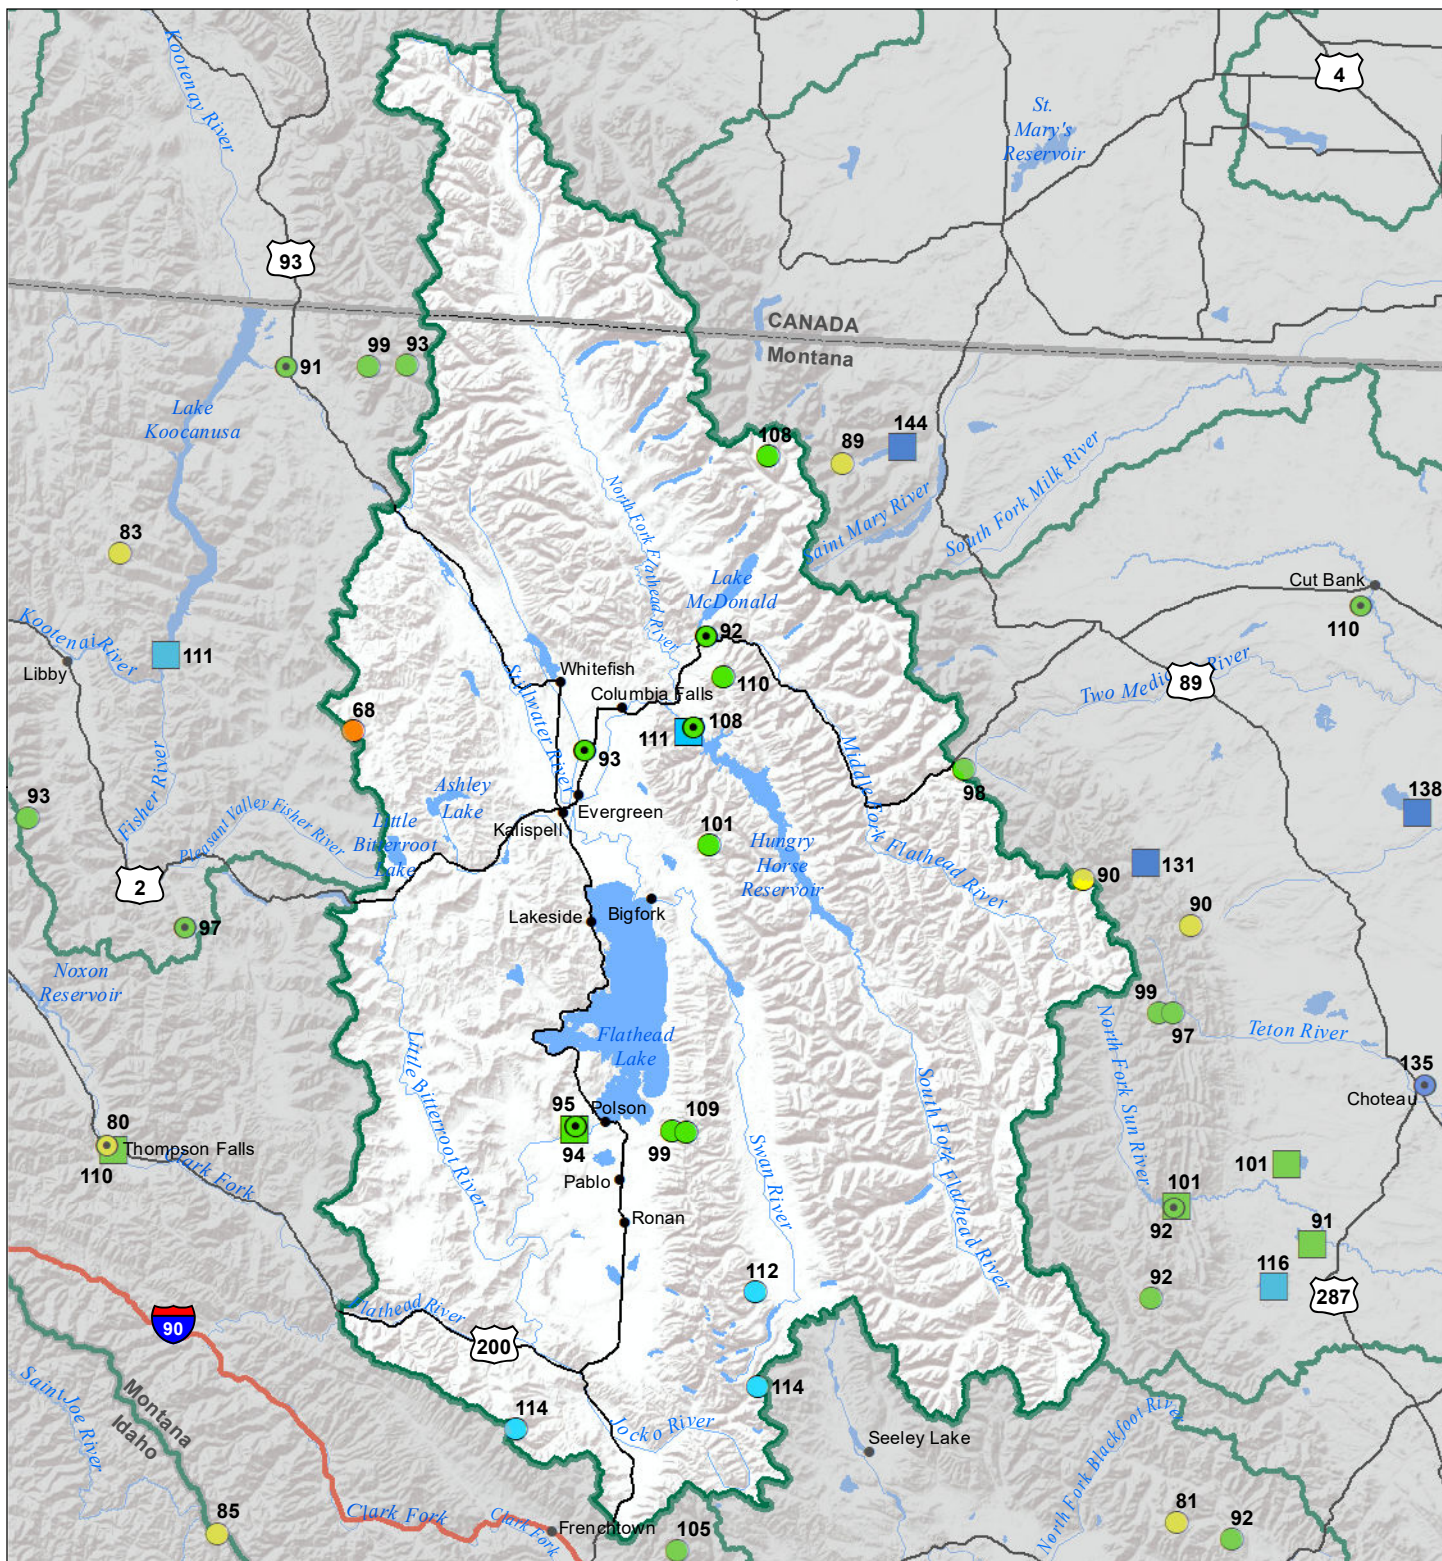 Kootenay River
St.
Mary's
Reservoir
4
93
CANADA
Montana
91
99
93
Lake
Koocanusa
108
89
144
North Fork Flathead River
Saint Mary River
South Fork Milk River
83
Lake
McDonald
Cut Bank
110
Kootenai River
Libby
111
92
Whitefish
Columbia Falls
110
Two Medic
River
89
68
Stillwater River
108
111
93
Middle Fork Flathead River
98
138
93
Fisher River
Pleasant Valley Fisher River
Ashley
Lake
Little
Bitterroot
Lake
Evergreen
Kalispell
101
Hungry
Horse
Reservoir
131
90
90
2
97
Lakeside
Bigfork
Noxon
Reservoir
99
97
North Fork Sun River
Teton River
Flathead
Lake
Little Bitterroot River
South Fork Flathead River
135
Choteau
80
Thompson Falls
110
Clark Fork
95
94
Polson
109
99
Swan River
Pablo
Ronan
101
101
92
91
116
92
287
112
lathead River
90
200
114
114
Jocko River
Montana
Idaho
Saint Joe River
Seeley Lake
North Fork Blackfoot River
85
Clark Fork
Clark Fork
Frenchtown
105
81
92